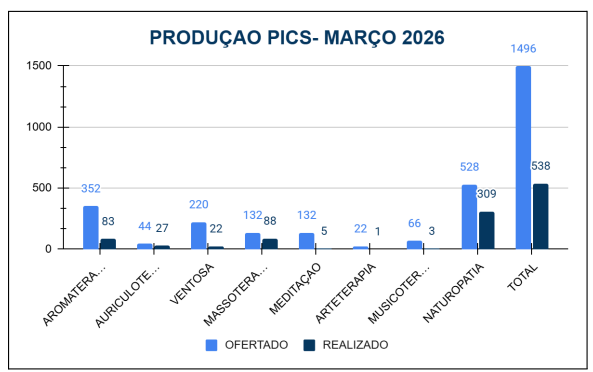 PRODUÇAO PICS- MARÇO 2026
1496
1500
1000
500
0
352
83
44
27
220
22
132
88
132
5
22
1
66
3
528
309
538
AROMATERA...
AURICULOTE...
VENTOSA
MASSOTERA...
MEDITAÇAO
ARTETERAPIA
MUSICOTER...
NATUROPATIA
TOTAL
OFERTADO
REALIZADO